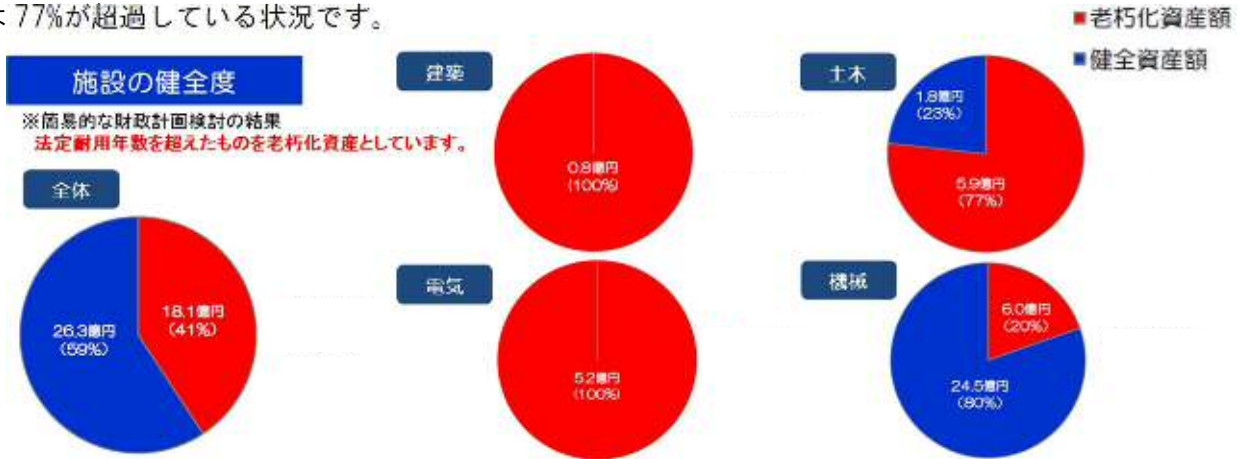 77%が超過している状況です。
■老朽化資産額
■健全資産額
施設の健全度
※簡易的な財政計画検討の結果
法定耐用年数を超えたものを老朽化資産としています。
全体
26.3億円
(59%)
18.1億円
(41%)
建築
0.8億円
(100%)
電気
5.2億円
(100%)
土木
1.8億円
(23%)
5.9億円
(77%)
機械
6.0億円
(20%)
24.5億円
(80%)